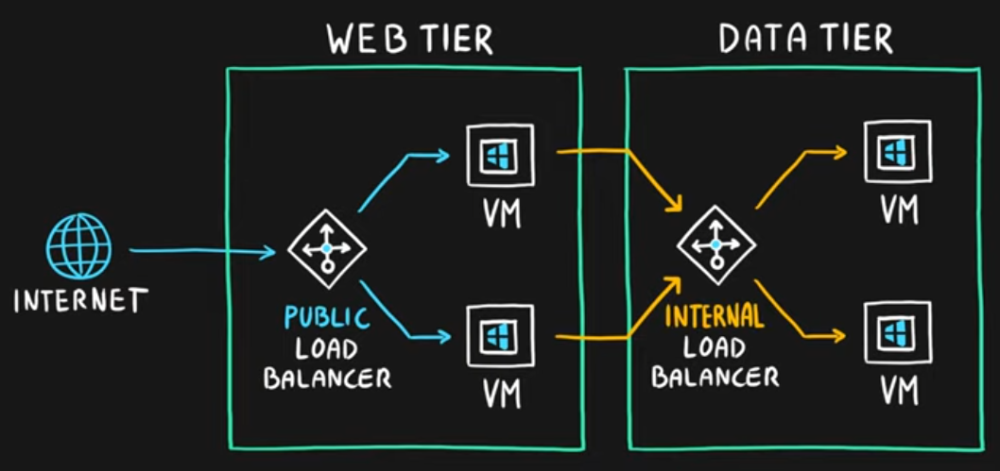 WEB TIER
DATA TIER
VM
VM
INTERNET
PUBLIC
LOAD
BALANCER
INTERNAL
LOAD
BALANCER
VM
VM